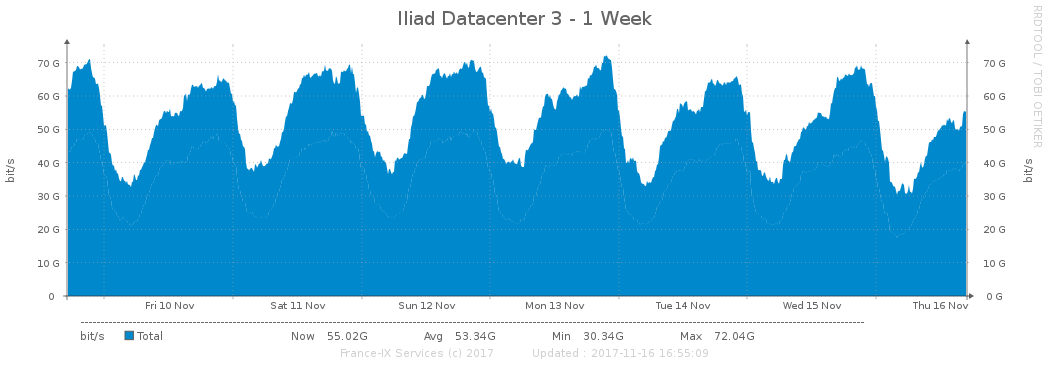 Iliad Datacenter 3 - 1 Week
RRDTOOL / TOBI OETIKER
bit/s
bit/s
70 G 70 G
60 G 60 G
50 G 50 G
40 G 40 G
30 G 30 G
20 G 20 G
10 G 10 G
0 0 G
Fri 10 Nov Sat 11 Nov Sun 12 Nov Mon 13 Nov Tue 14 Nov Wed 15 Nov Thu 16 Nov
bit/s Total Now 55.02G Avg 53.34G Min 30.34G Max 72.04G
France-IX Services (c) 2017 Updated : 2017-11-16 16:55:09